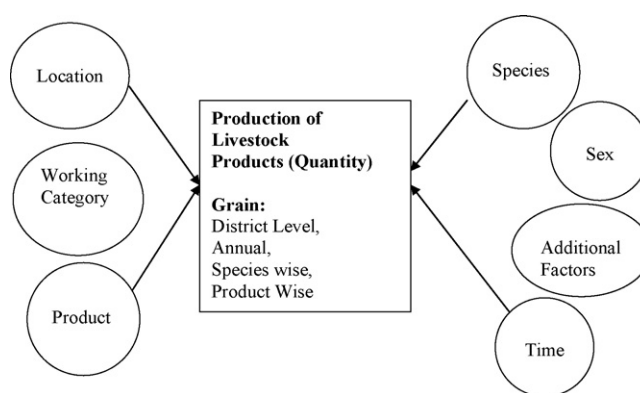 Location
Working
Category
Product
Production of
Livestock
Products (Quantity)
Grain:
District Level,
Annual,
Species wise,
Product Wise
Species
Sex
Additional
Factors
Time